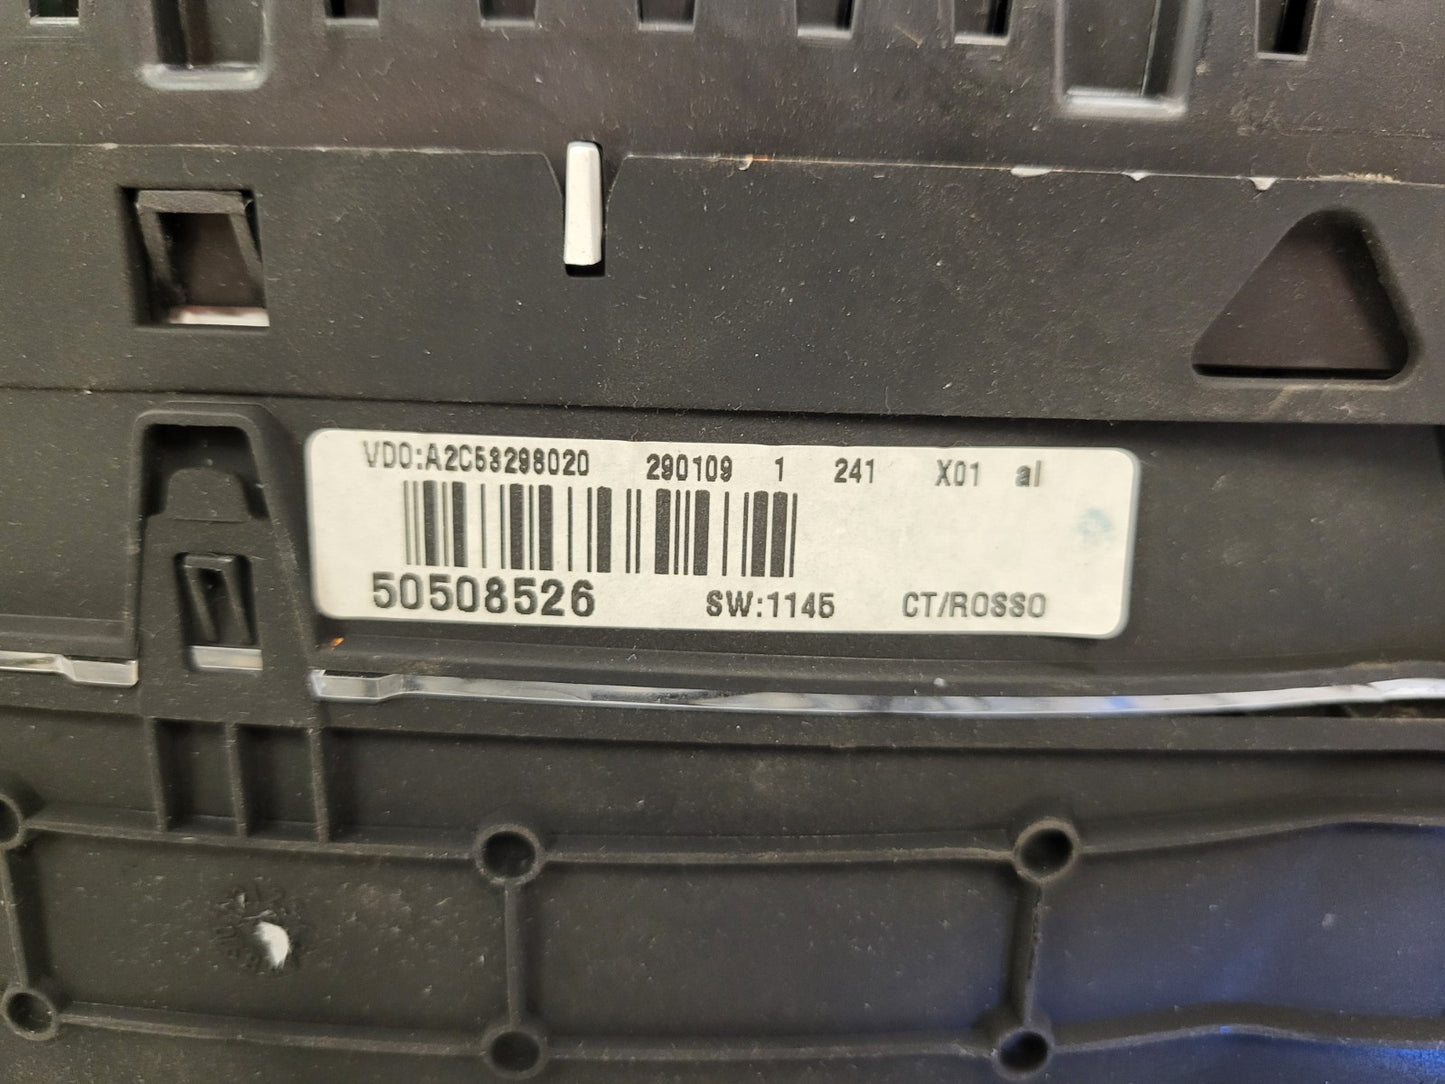 VDO:A2C53298020 290109 1 241 X01 al
50508526 SW:1145 CT/ROSSO